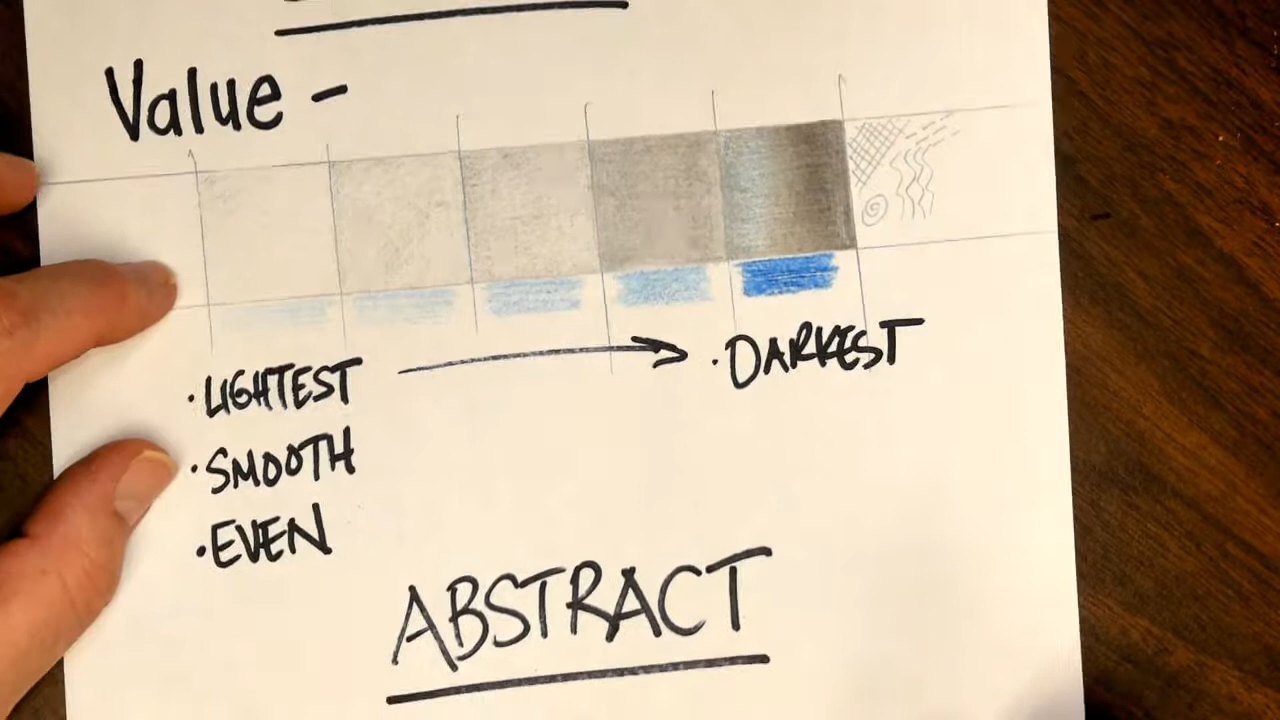 Value -
· LIGHTEST
· DARKEST
· SMOOTH
· EVEN
ABSTRACT